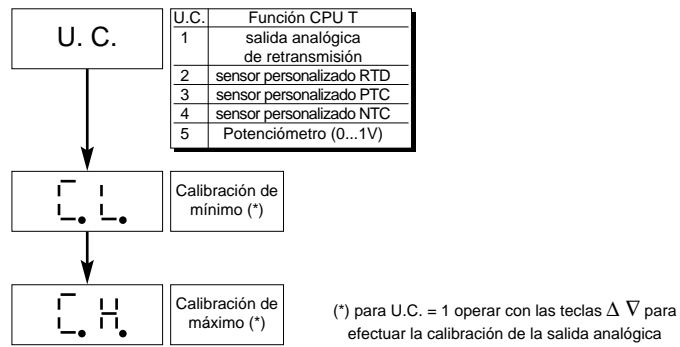 U. C.
U.C. Función CPU T
1 salida analógica
de retransmisión
2 sensor personalizado RTD
3 sensor personalizado PTC
4 sensor personalizado NTC
5 Potenciómetro (0...1V)
C. L.
Calibración de
mínimo (*)
C. H.
Calibración de
máximo (*)
(*) para U.C. = 1 operar con las teclas Δ ∇ para
efectuar la calibración de la salida analógica